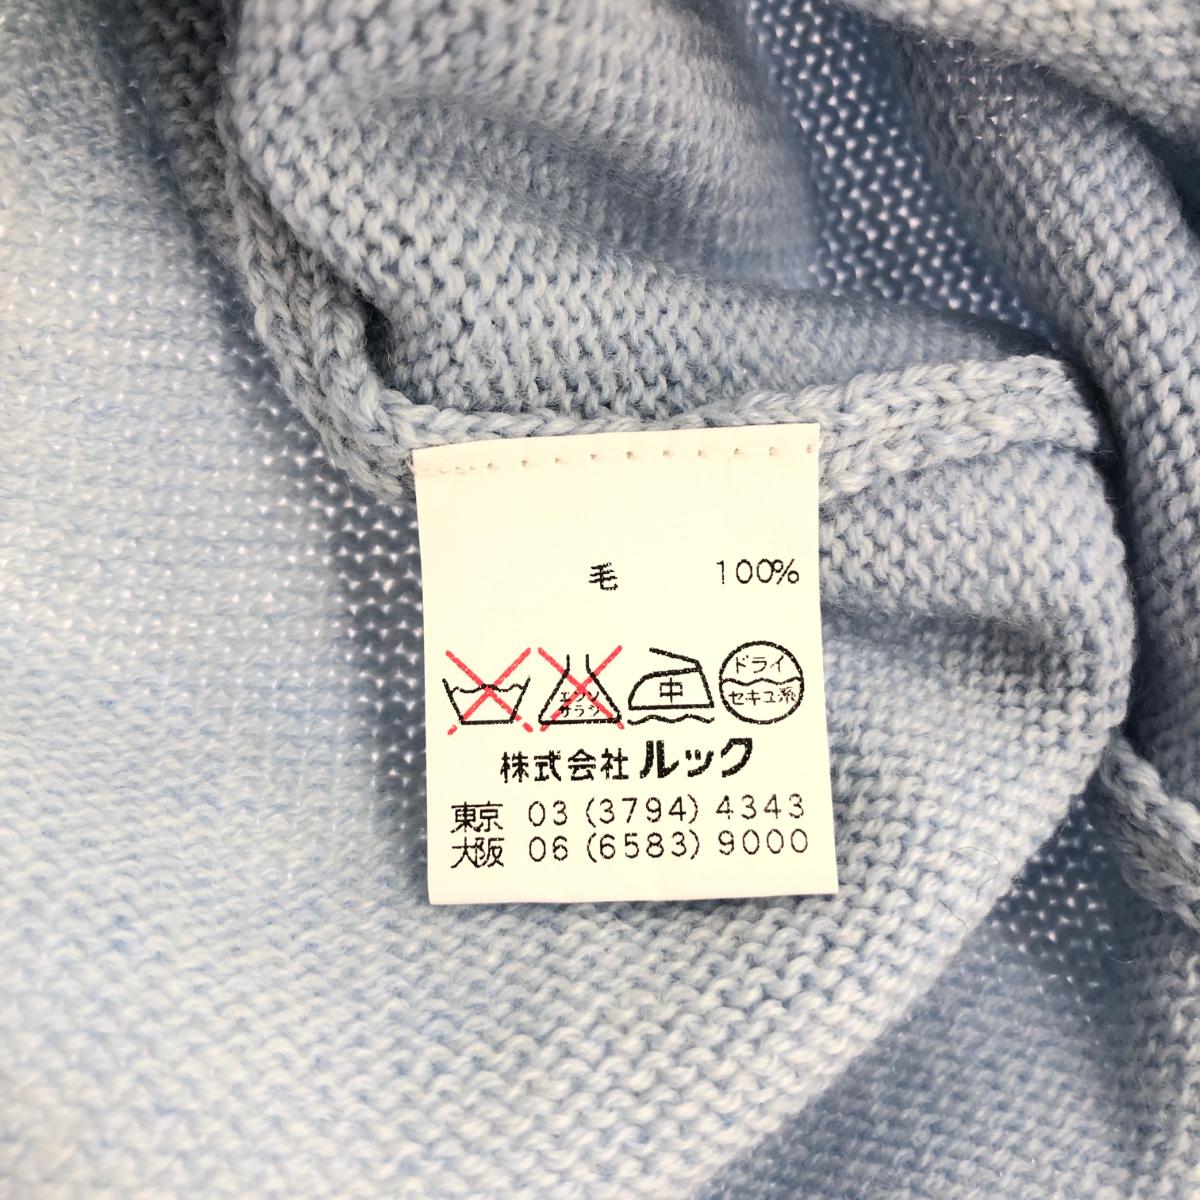 毛 100%
エンソ サラシ 中 ドライ セキユ系
株式会社 ルック
東京 03 (3794) 4343
大阪 06 (6583) 9000